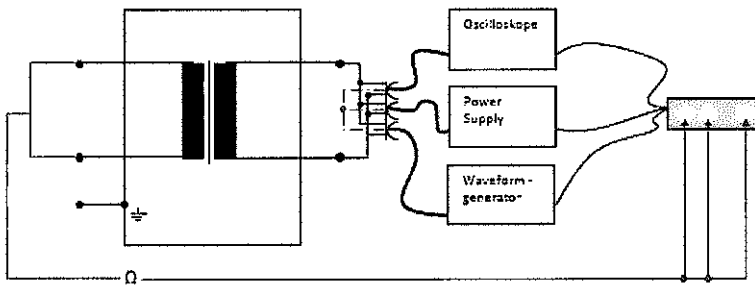 Oscilloskope
Power
Supply
Waveform-
generator
Ω